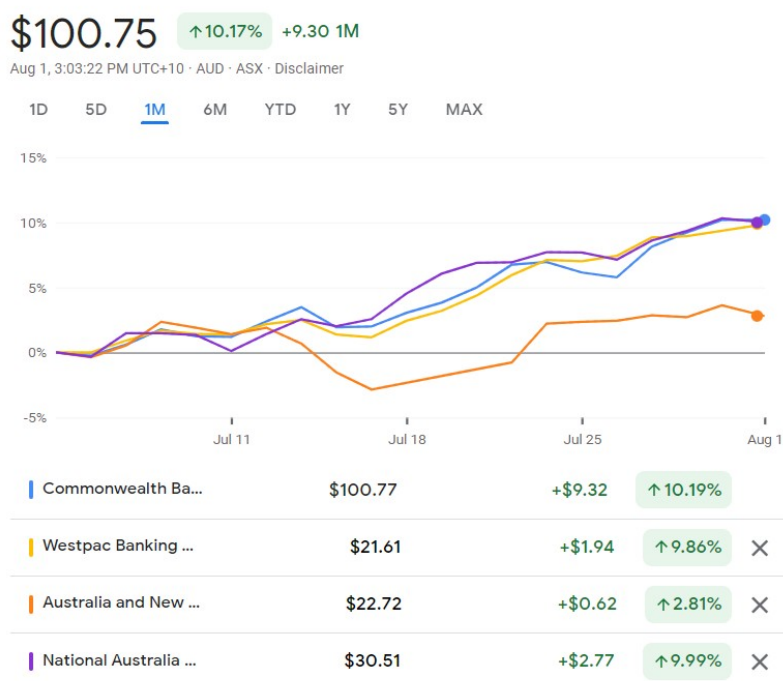 $100.75 ↑10.17% +9.30 1M
Aug 1, 3:03:22 PM UTC+10 · AUD · ASX · Disclaimer
1D 5D 1M 6M YTD 1Y 5Y MAX
15%
10%
5%
0%
-5%
Jul 11 Jul 18 Jul 25 Aug 1
Commonwealth Ba... $100.77 +$9.32 ↑10.19%
Westpac Banking ... $21.61 +$1.94 ↑9.86% ✕
Australia and New ... $22.72 +$0.62 ↑2.81% ✕
National Australia ... $30.51 +$2.77 ↑9.99% ✕